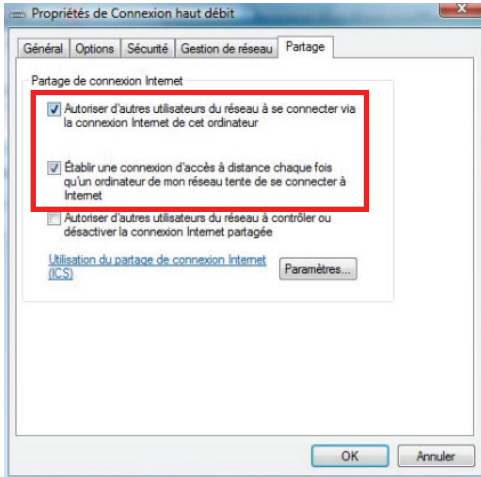 Propriétés de Connexion haut débit
Général Options Sécurité Gestion de réseau Partage
Partage de connexion Internet
Autoriser d'autres utilisateurs du réseau à se connecter via
la connexion Internet de cet ordinateur
Établir une connexion d'accès à distance chaque fois
qu'un ordinateur de mon réseau tente de se connecter à
Internet
Autoriser d'autres utilisateurs du réseau à contrôler ou
désactiver la connexion Internet partagée
Utilisation du partage de connexion Internet
(ICS)
Paramètres...
OK Annuler